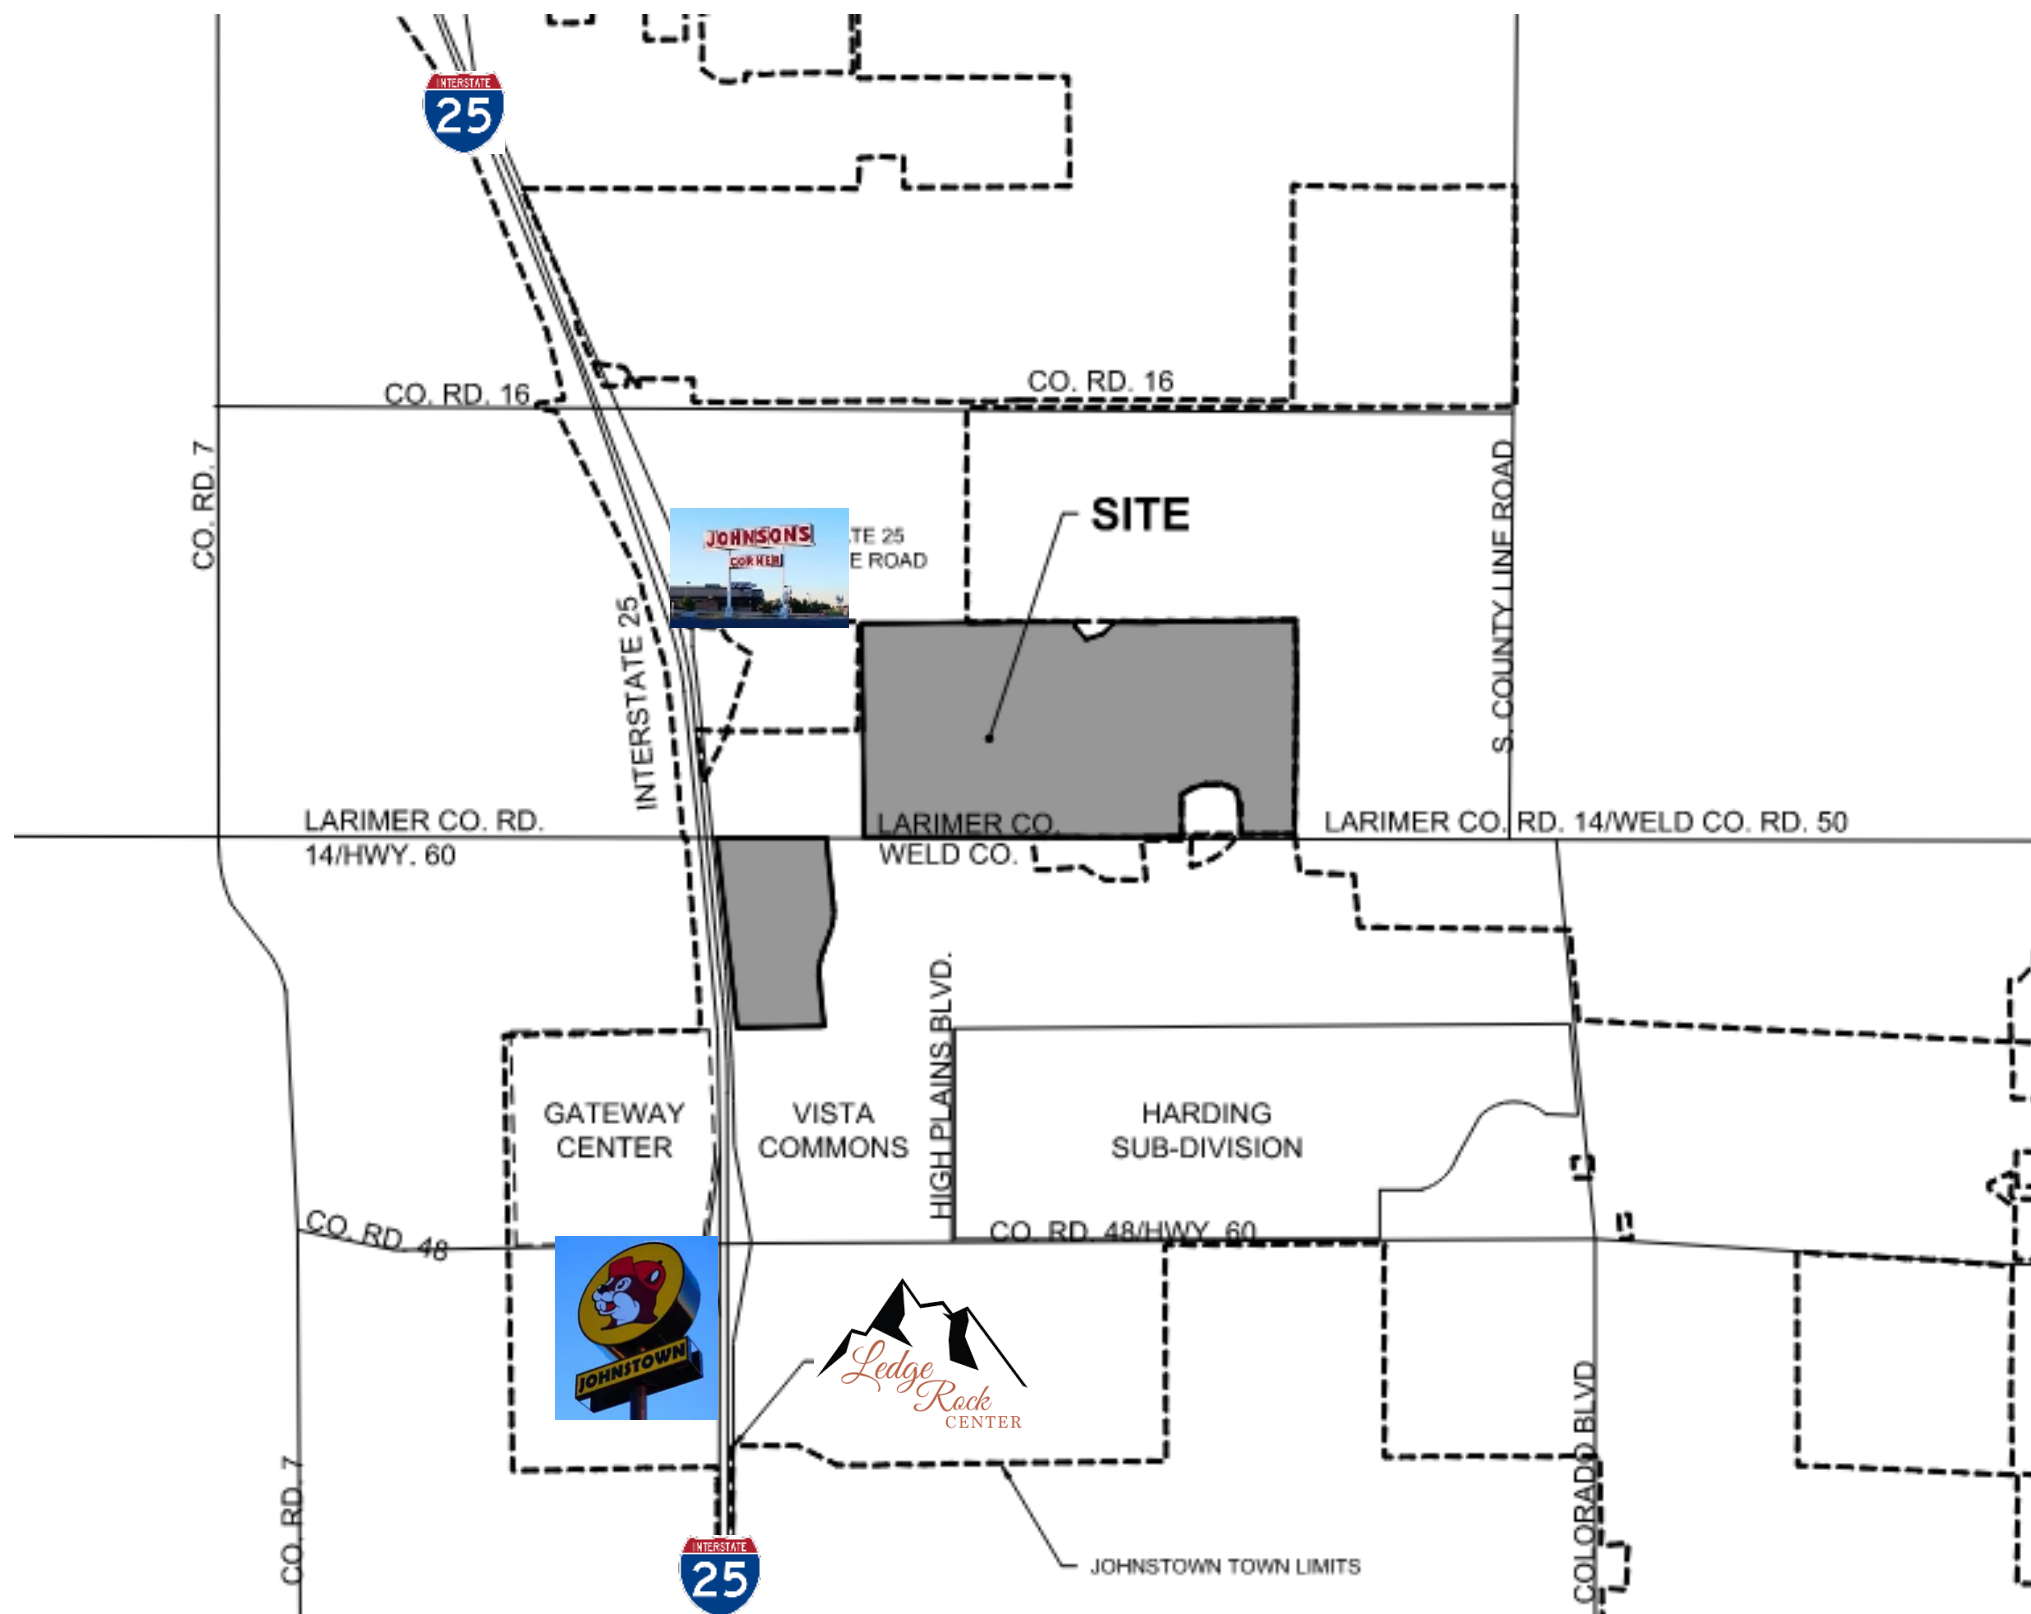 INTERSTATE
25
CO. RD. 16
CO. RD. 16
CO. RD. 7
S. COUNTY LINE ROAD
SITE
JOHNSONS
CORNER
TE 25
E ROAD
INTERSTATE 25
LARIMER CO. RD.
14/HWY. 60
LARIMER CO.
WELD CO.
LARIMER CO. RD. 14/WELD CO. RD. 50
HIGH PLAINS BLVD.
GATEWAY
CENTER
VISTA
COMMONS
HARDING
SUB-DIVISION
CO. RD. 48
CO. RD. 48/HWY. 60
JOHNSTOWN
Ledge
Rock
CENTER
CO. RD. 7
COLORADO BLVD
JOHNSTOWN TOWN LIMITS
INTERSTATE
25